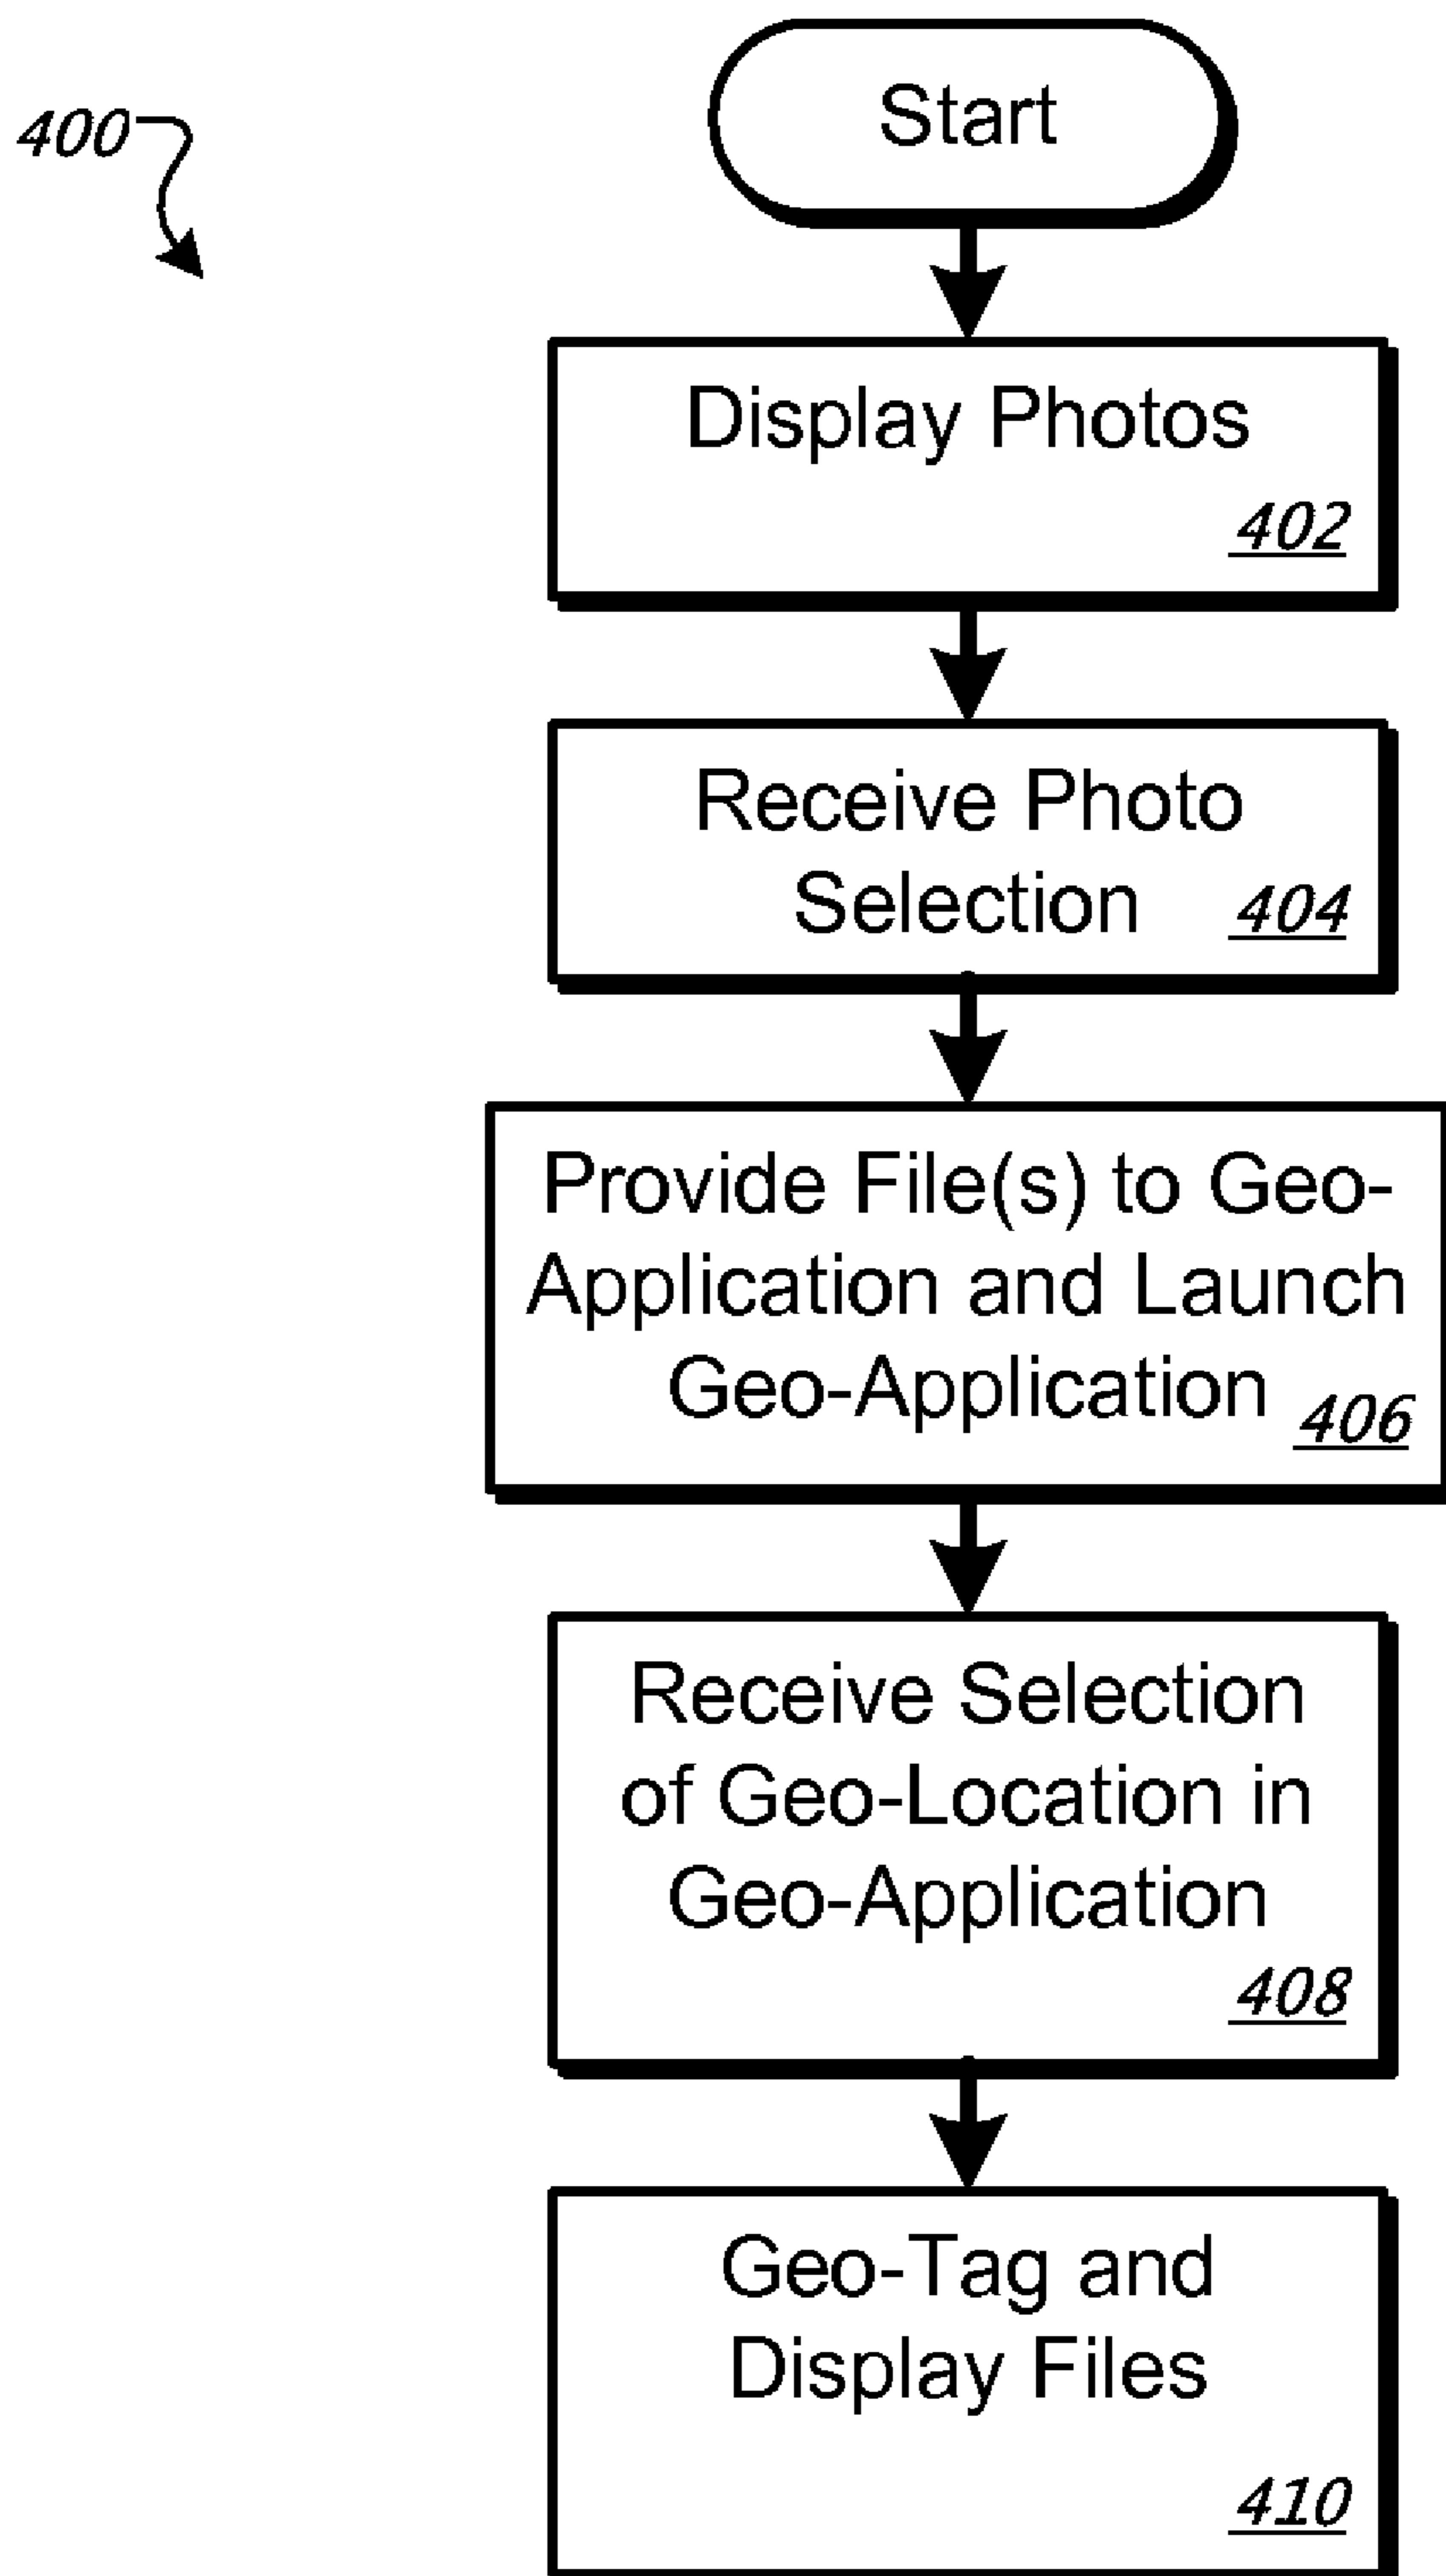 400
Start
Display Photos
402
Receive Photo
Selection 404
Provide File(s) to Geo-
Application and Launch
Geo-Application 406
Receive Selection
of Geo-Location in
Geo-Application
408
Geo-Tag and
Display Files
410